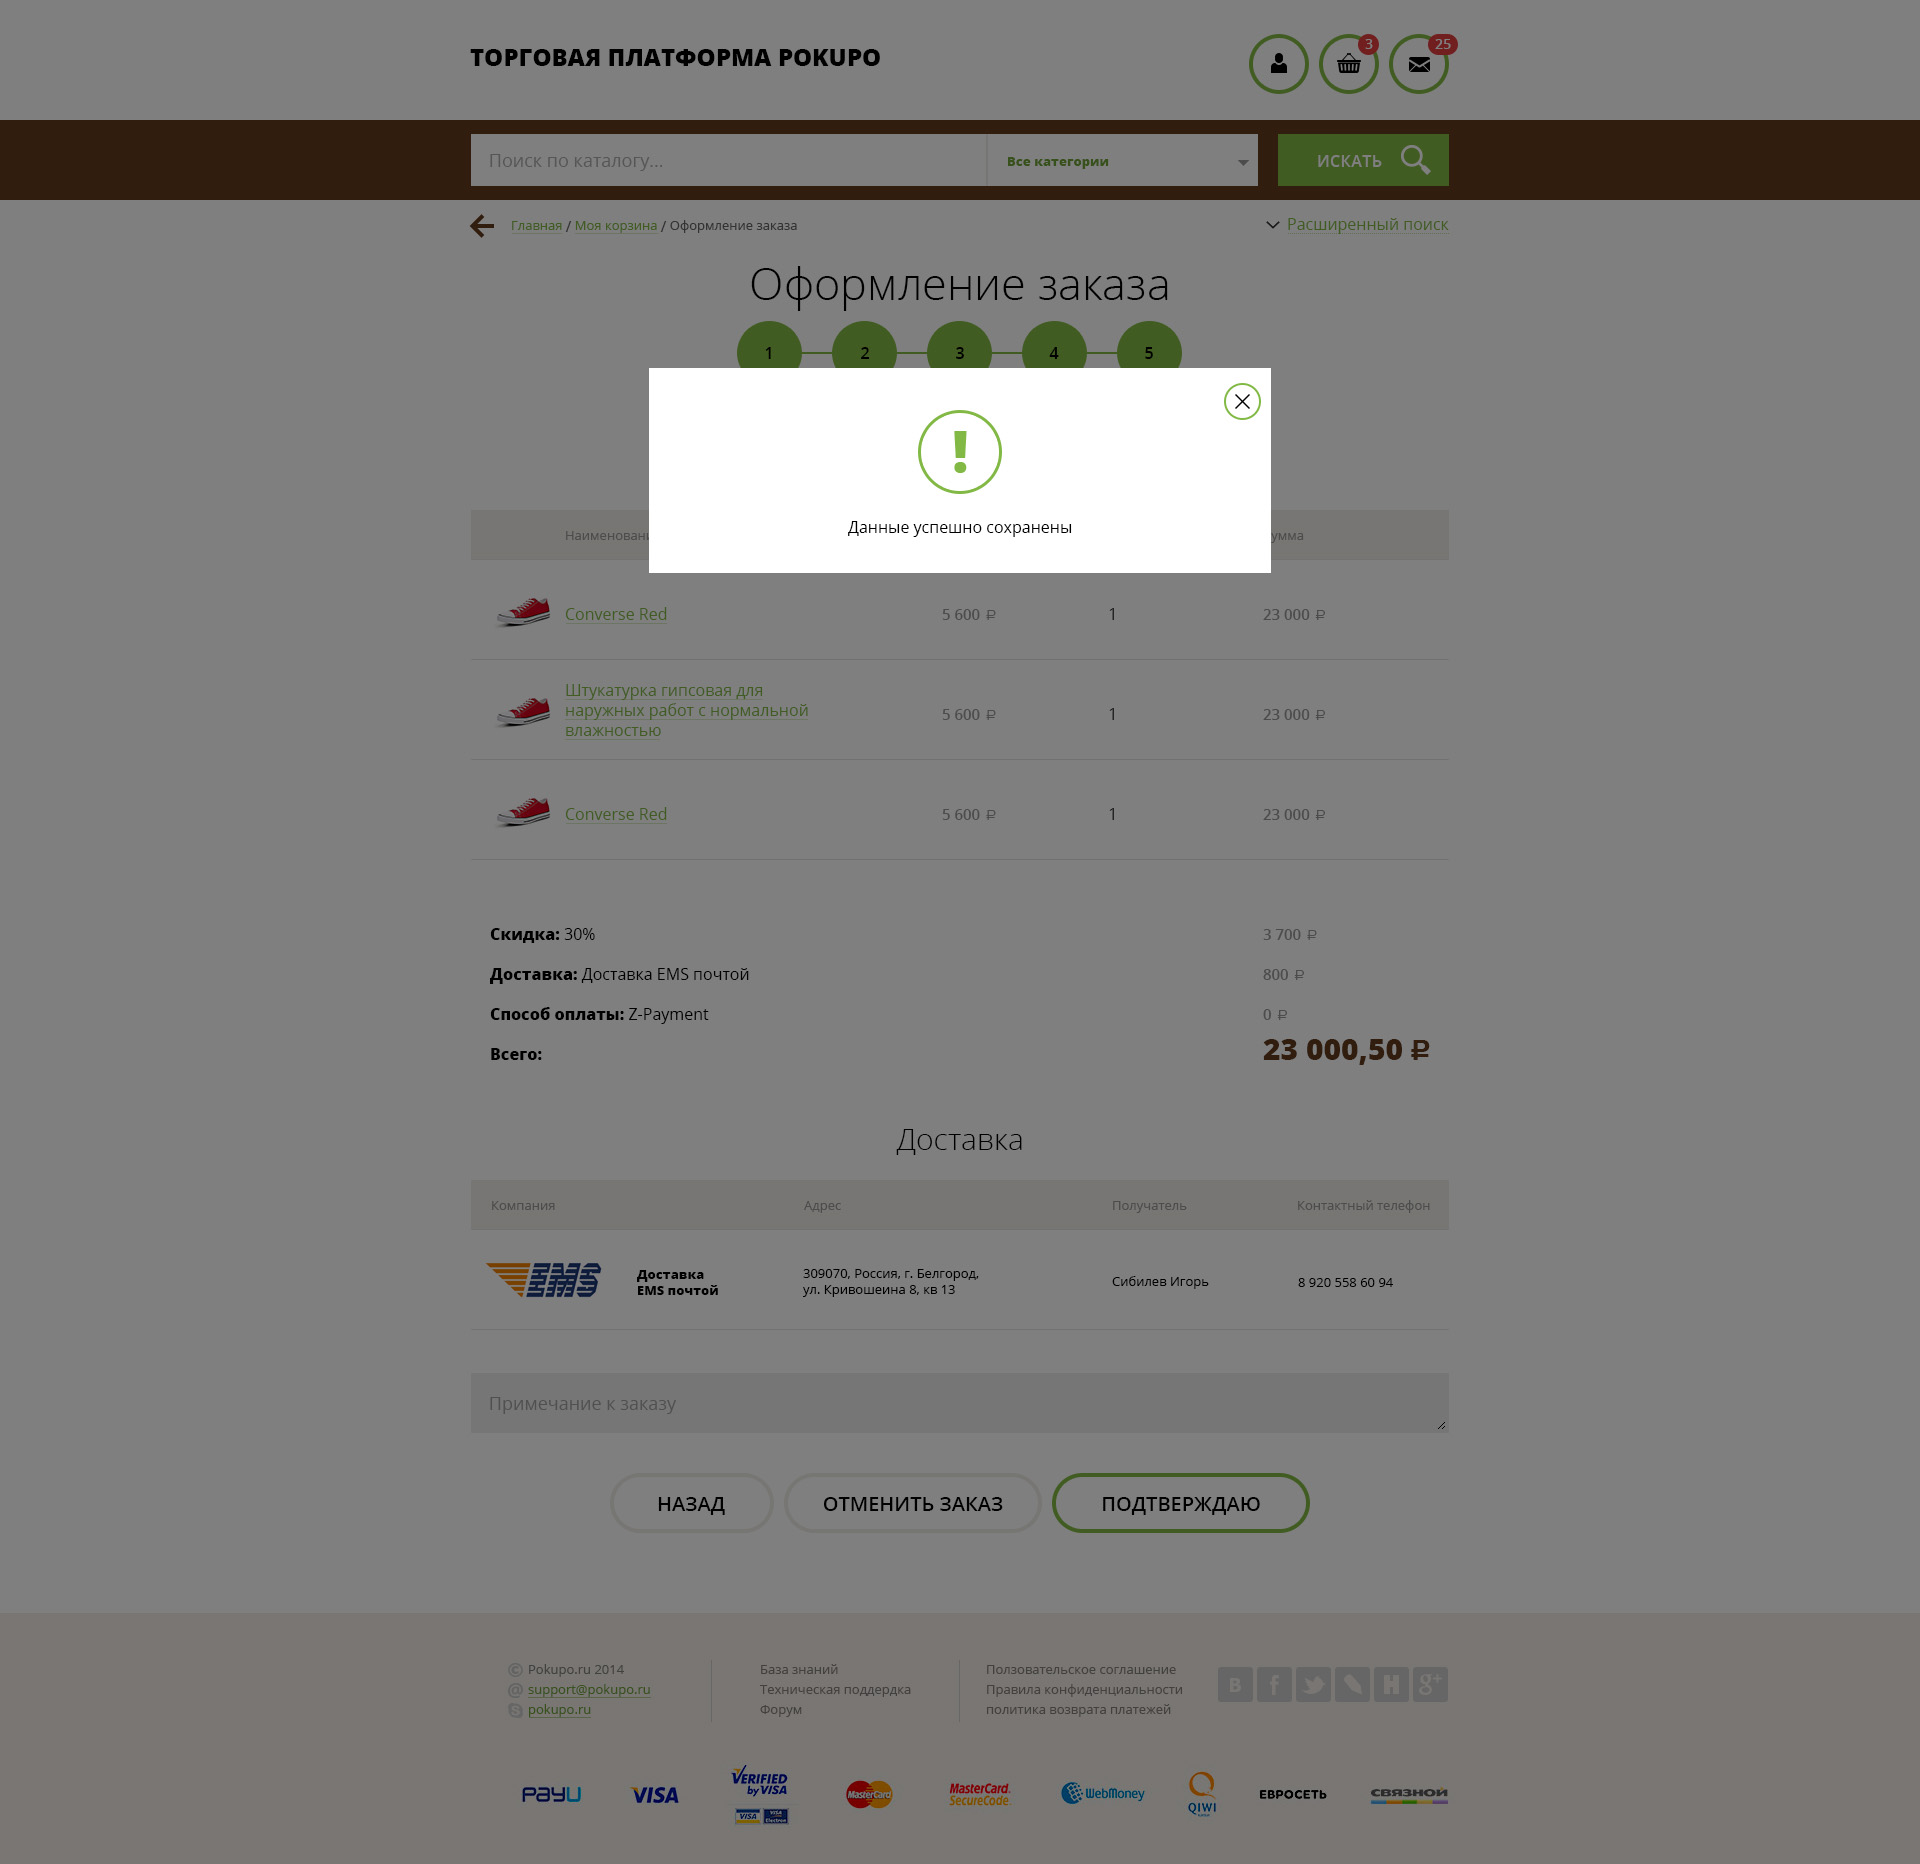 ТОРГОВАЯ ПЛАТФОРМА POKUPO
3
25
Поиск по каталогу...
Все категории
ИСКАТЬ
Главная / Моя корзина / Оформление заказа
Расширенный поиск
Оформление заказа
1 2 3 4 5
!
Данные успешно сохранены
Наименовани
умма
Converse Red 5 600 ₽ 1 23 000 ₽
Штукатурка гипсовая для
наружных работ с нормальной
влажностью
5 600 ₽ 1 23 000 ₽
Converse Red 5 600 ₽ 1 23 000 ₽
Скидка: 30% 3 700 ₽
Доставка: Доставка EMS почтой 800 ₽
Способ оплаты: Z-Payment 0 ₽
Всего: 23 000,50 ₽
Доставка
Компания Адрес Получатель Контактный телефон
EMS
Доставка
EMS почтой
309070, Россия, г. Белгород,
ул. Кривошеина 8, кв 13
Сибилев Игорь
8 920 558 60 94
Примечание к заказу
НАЗАД
ОТМЕНИТЬ ЗАКАЗ
ПОДТВЕРЖДАЮ
© Pokupo.ru 2014
@ support@pokupo.ru
pokupo.ru
База знаний
Техническая поддердка
Форум
Ползовательское соглашение
Правила конфиденциальности
политика возврата платежей
B f g+
PayU
VISA
VERIFIED
by VISA
VISA
VISA
Electron
MasterCard
MasterCard.
SecureCode.
WebMoney
QIWI
ЕВРОСЕТЬ
СВЯЗНОЙ